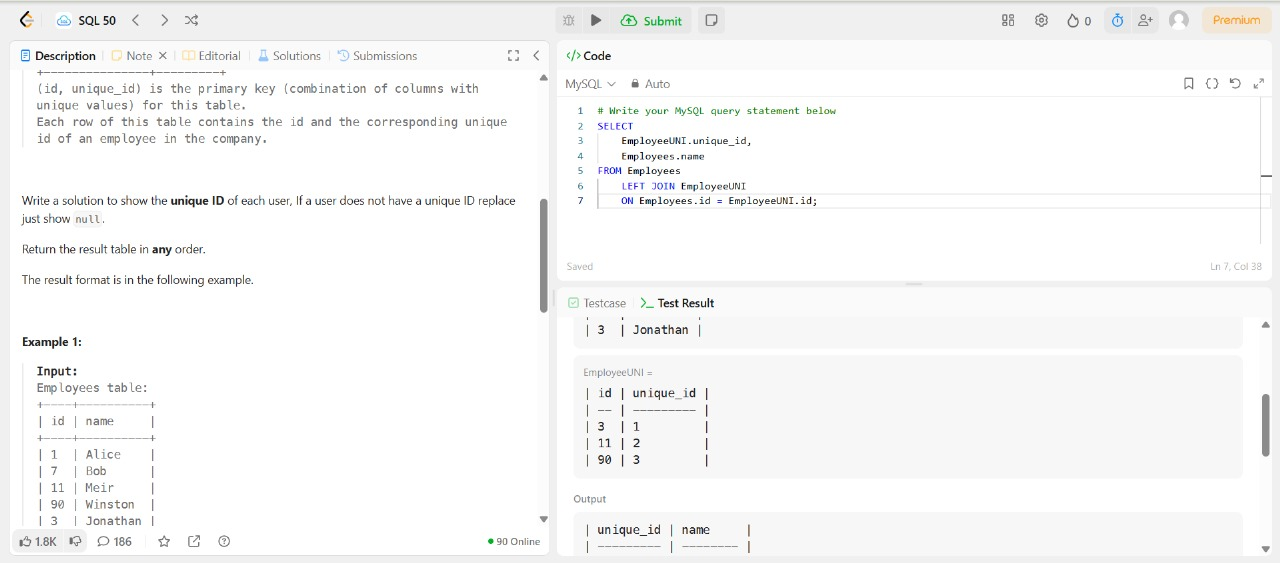 SQL 50
Submit
0
Premium
Description
Note
Editorial
Solutions
Submissions
+---------------+---------+
(id, unique_id) is the primary key (combination of columns with
unique values) for this table.
Each row of this table contains the id and the corresponding unique
id of an employee in the company.
Write a solution to show the unique ID of each user, If a user does not have a unique ID replace
just show null.
Return the result table in any order.
The result format is in the following example.
Example 1:
Input:
Employees table:
+----+----------+
| id | name     |
+----+----------+
| 1  | Alice    |
| 7  | Bob      |
| 11 | Meir     |
| 90 | Winston  |
| 3  | Jonathan |
1.8K
186
90 Online
</> Code
MySQL
Auto
1 # Write your MySQL query statement below
2 SELECT
3 EmployeeUNI.unique_id,
4 Employees.name
5 FROM Employees
6 LEFT JOIN EmployeeUNI
7 ON Employees.id = EmployeeUNI.id;
Saved
Ln 7, Col 38
Testcase
Test Result
| 3  | Jonathan |
EmployeeUNI =
| id | unique_id |
| -- | --------- |
| 3  | 1         |
| 11 | 2         |
| 90 | 3         |
Output
| unique_id | name     |
| --------- | -------- |